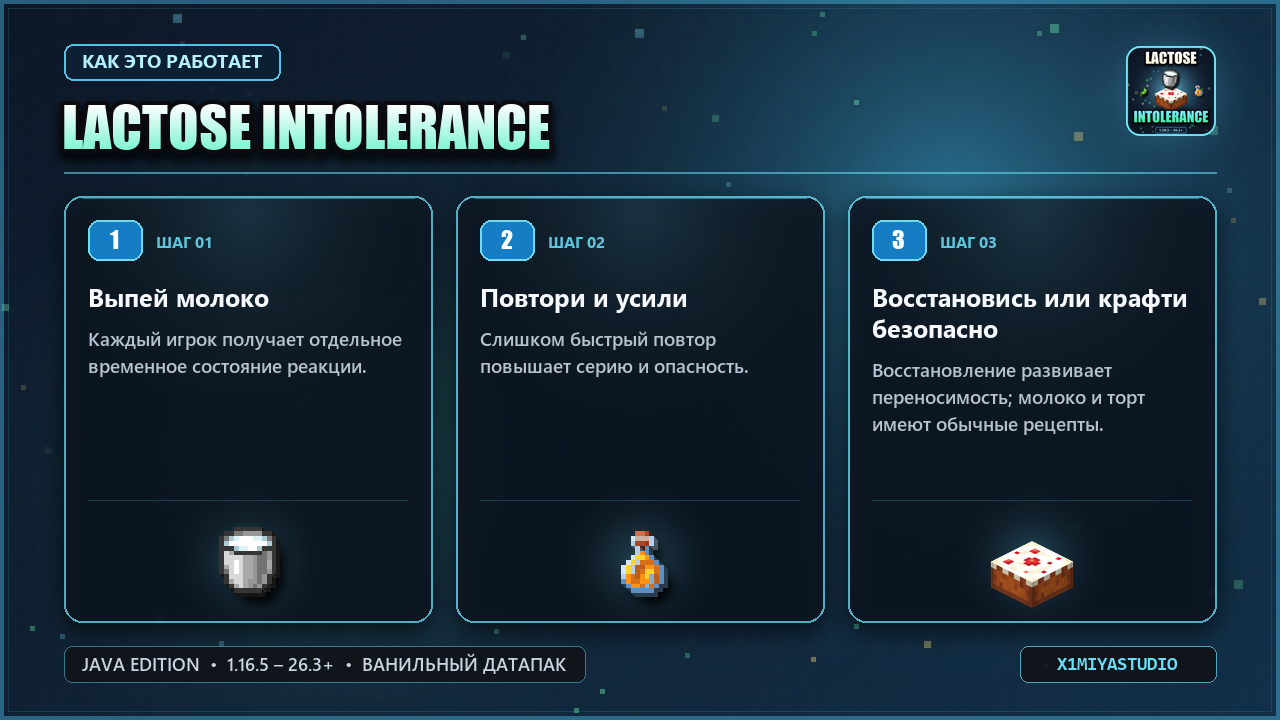 КАК ЭТО РАБОТАЕТ
LACTOSE INTOLERANCE
LACTOSE
INTOLERANCE
1 ШАГ 01
Выпей молоко
Каждый игрок получает отдельное
временное состояние реакции.
2 ШАГ 02
Повтори и усили
Слишком быстрый повтор
повышает серию и опасность.
3 ШАГ 03
Восстановись или крафти
безопасно
Восстановление развивает
переносимость; молоко и торт
имеют обычные рецепты.
JAVA EDITION • 1.16.5 – 26.3+ • ВАНИЛЬНЫЙ ДАТАПАК
X1MIYASTUDIO